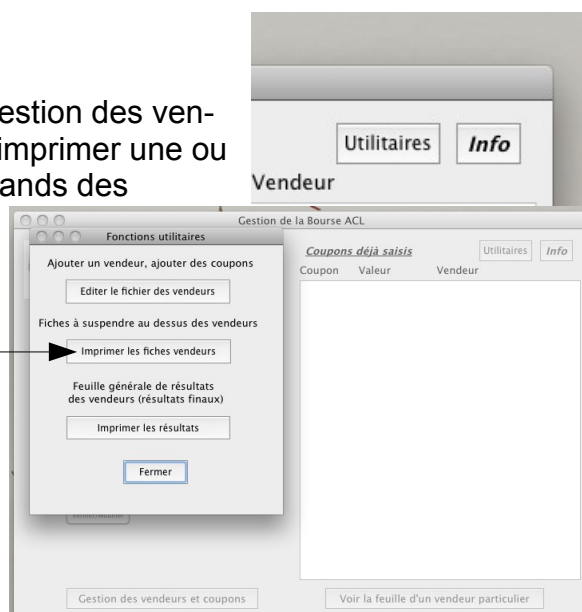 estion des ven-
imprimer une ou
ands des
Utilitaires Info
Vendeur
Gestion de la Bourse ACL
Fonctions utilitaires
Ajouter un vendeur, ajouter des coupons
Editer le fichier des vendeurs
Fiches à suspendre au dessus des vendeurs
Imprimer les fiches vendeurs
Feuille générale de résultats
des vendeurs (résultats finaux)
Imprimer les résultats
Fermer
Coupons déjà saisis Utilitaires Info
Coupon Valeur Vendeur
Gestion des vendeurs et coupons Voir la feuille d'un vendeur particulier